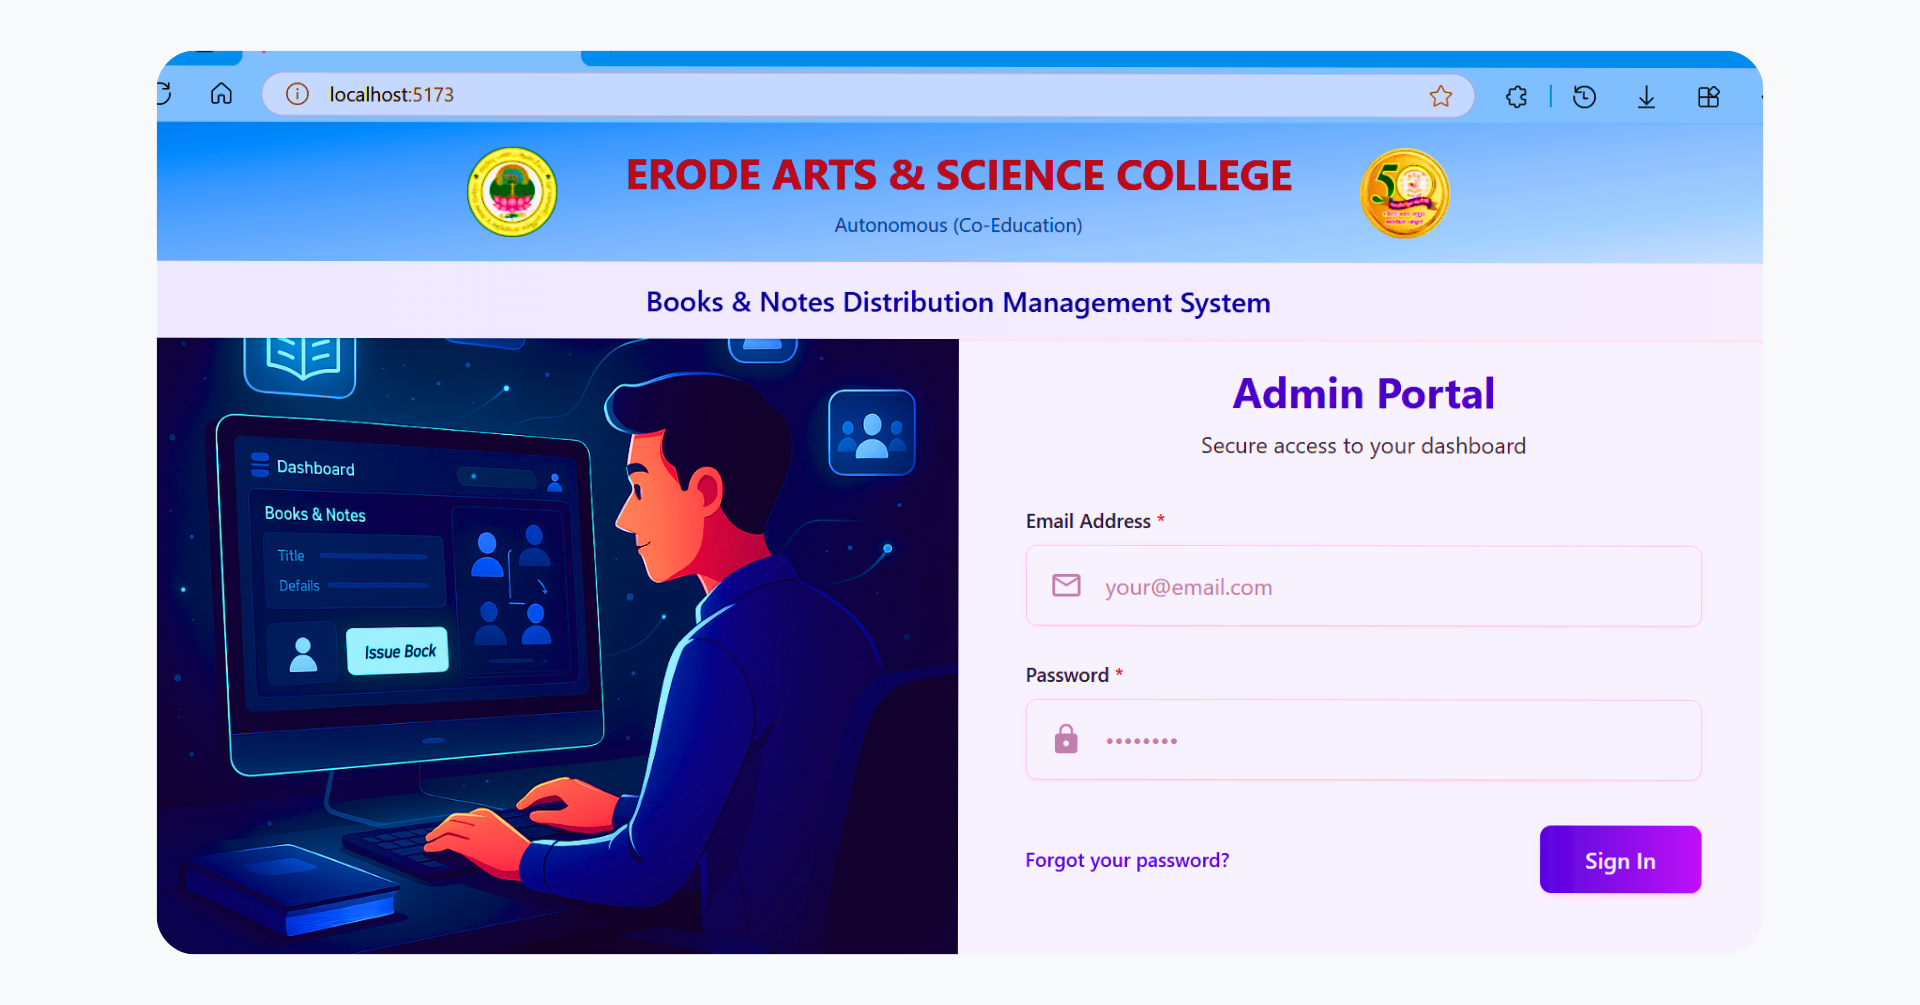 localhost:5173
ERODE ARTS & SCIENCE COLLEGE
Autonomous (Co-Education)
50
Books & Notes Distribution Management System
Dashboard
Books & Notes
Title
Defails
Issue Bock
Admin Portal
Secure access to your dashboard
Email Address *
your@email.com
Password *
••••••••
Forgot your password?
Sign In